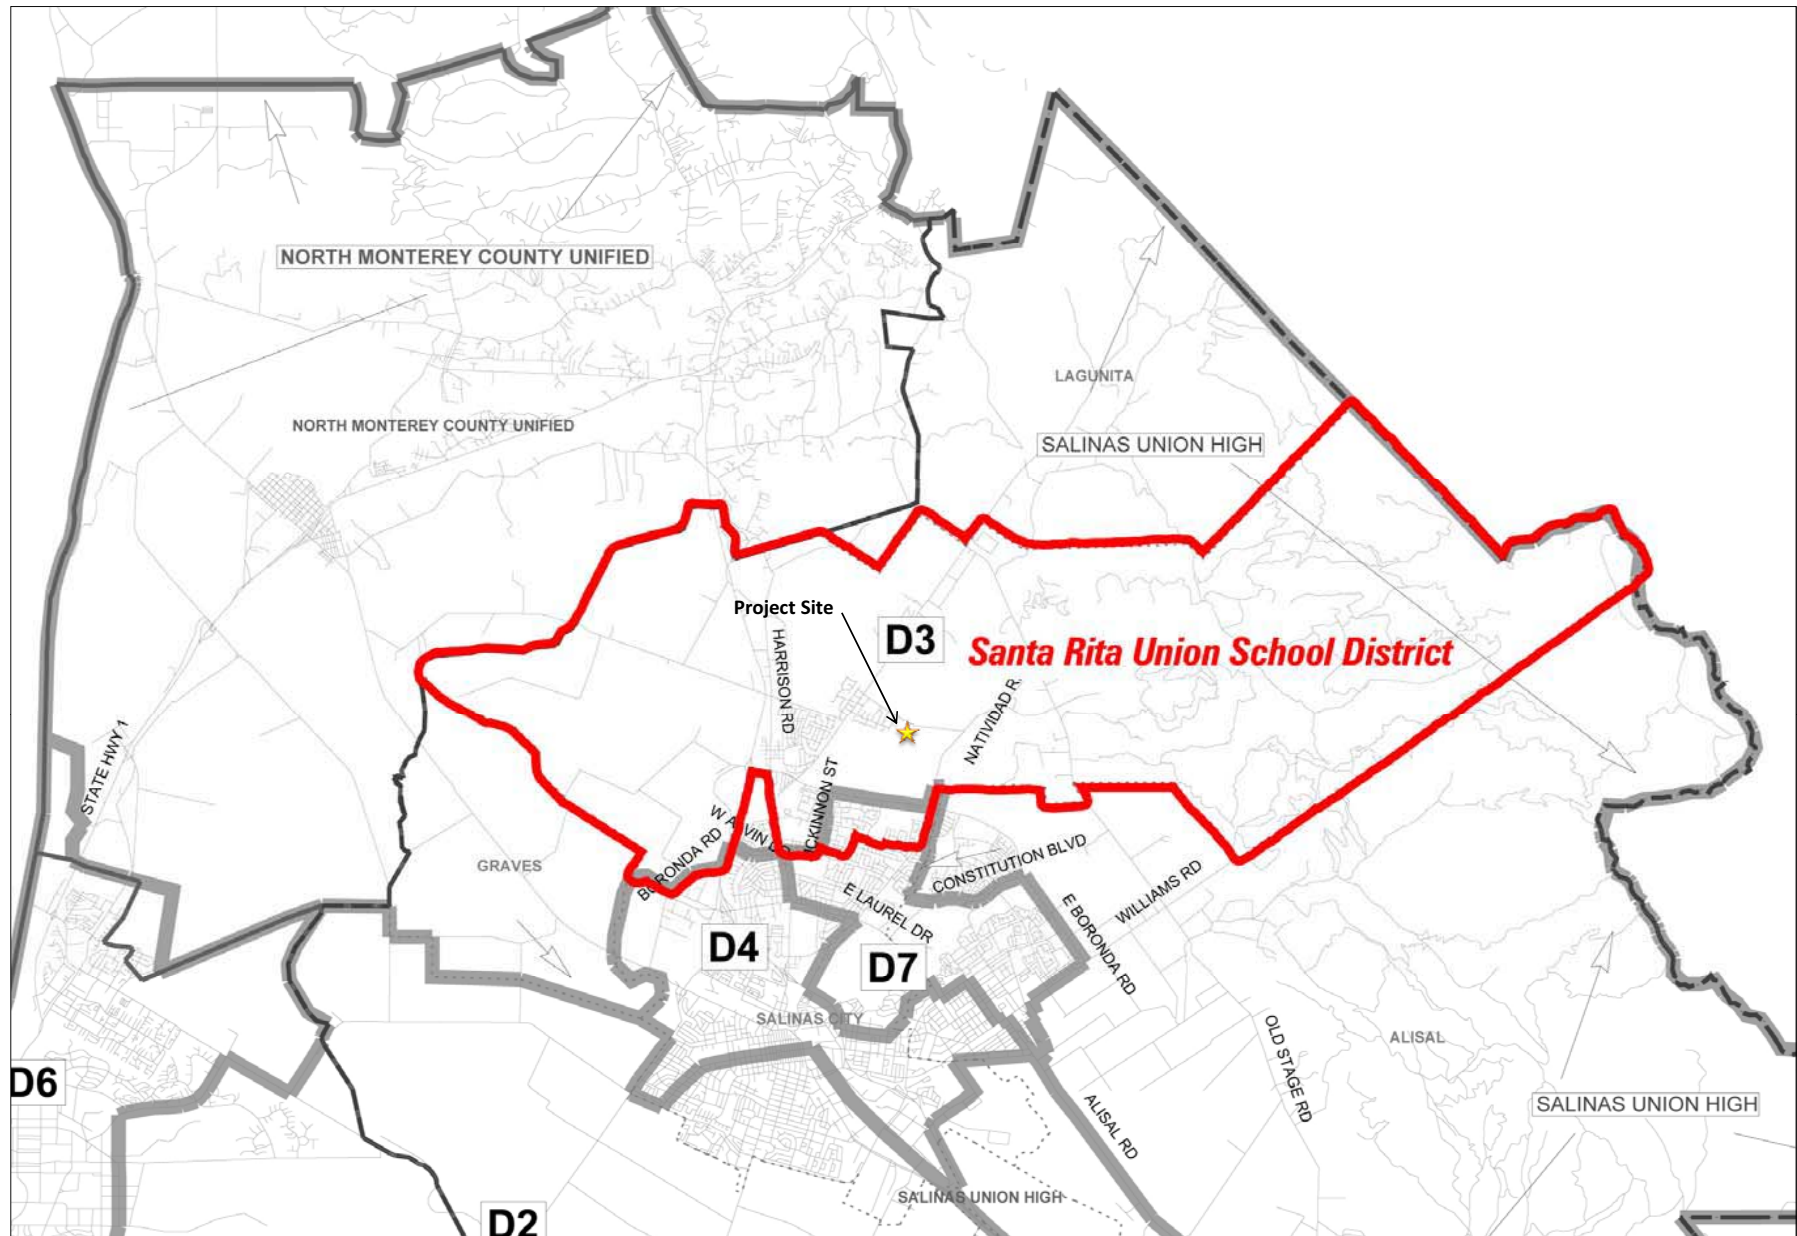 NORTH MONTEREY COUNTY UNIFIED
LAGUNITA
NORTH MONTEREY COUNTY UNIFIED
SALINAS UNION HIGH
Project Site
D3
Santa Rita Union School District
HARRISON RD
NATIVIDAD R
STATE HWY 1
W ALVIN DR
BORONDA RD
ICKINNON ST
GRAVES
CONSTITUTION BLVD
E LAUREL DR
WILLIAMS RD
E BORONDA RD
D4
D7
SALINAS CITY
OLD STAGE RD
ALISAL
D6
ALISAL RD
SALINAS UNION HIGH
SALINAS UNION HIGH
D2